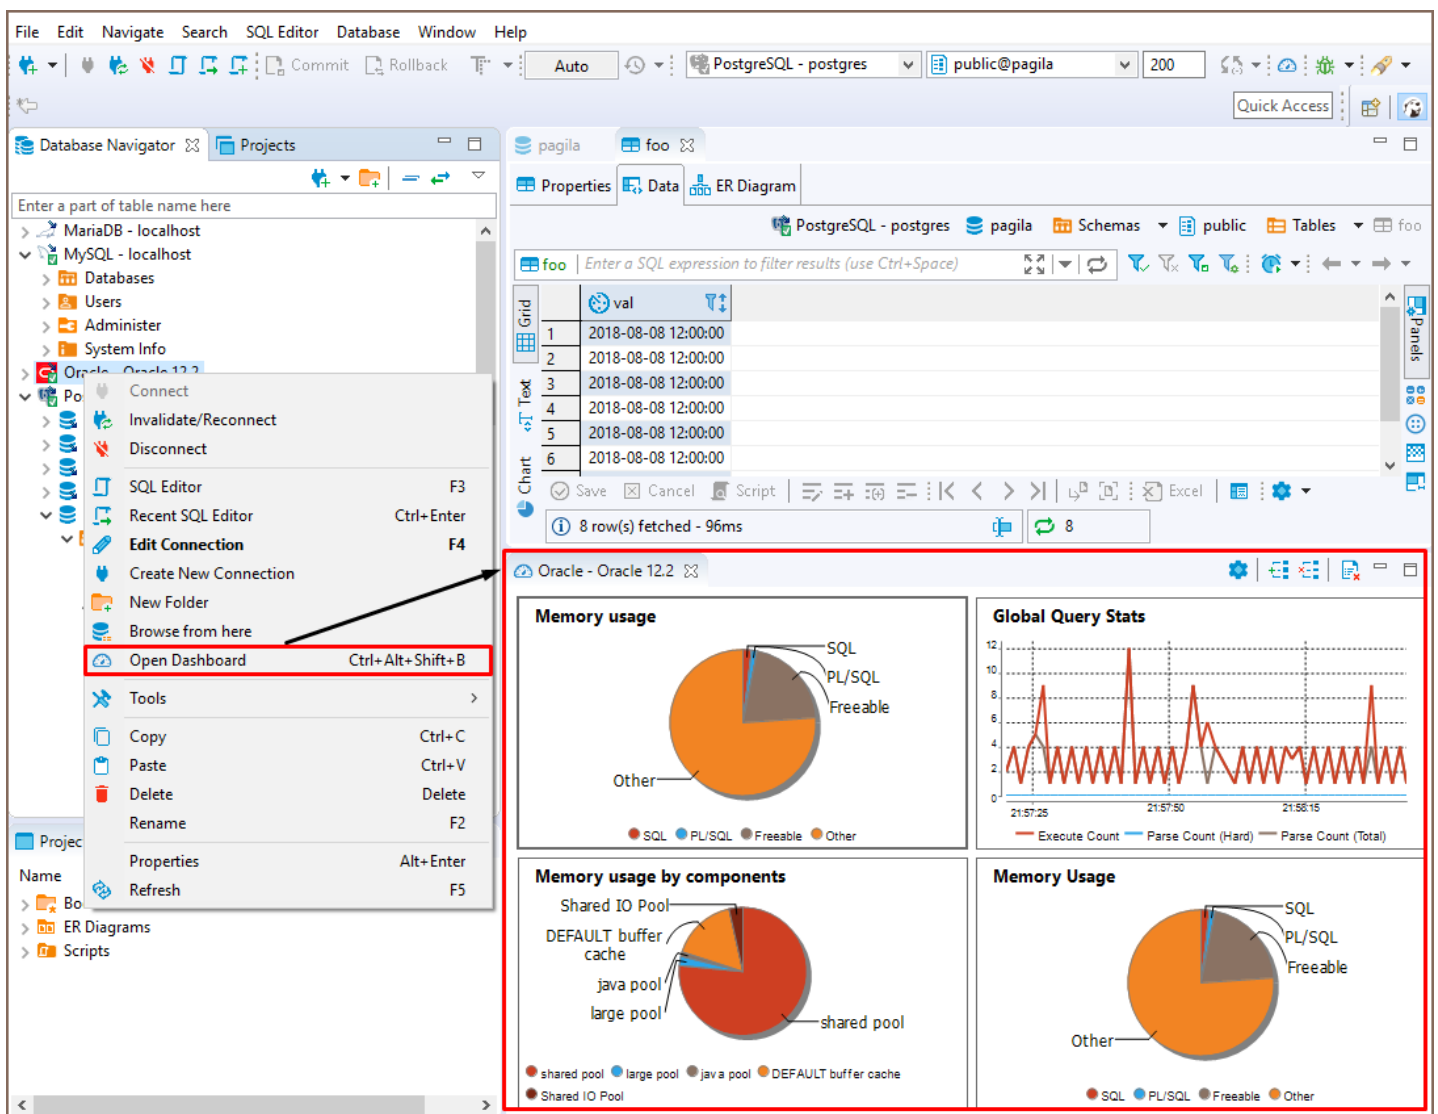 File Edit Navigate Search SQL Editor Database Window Help
Commit Rollback Auto PostgreSQL - postgres public@pagila 200
Quick Access
Database Navigator Projects
Enter a part of table name here
MariaDB - localhost
MySQL - localhost
Databases
Users
Administer
System Info
Oracle - Oracle 12.2
Po
Connect
Invalidate/Reconnect
Disconnect
SQL Editor F3
Recent SQL Editor Ctrl+Enter
Edit Connection F4
Create New Connection
New Folder
Browse from here
Open Dashboard Ctrl+Alt+Shift+B
Tools
Copy Ctrl+C
Paste Ctrl+V
Delete Delete
Rename F2
Properties Alt+Enter
Refresh F5
Projec
Name
Bo
ER Diagrams
Scripts
pagila foo
Properties Data ER Diagram
PostgreSQL - postgres pagila Schemas public Tables foo
foo Enter a SQL expression to filter results (use Ctrl+Space)
Grid
Text
Chart
Panels
val
1 2018-08-08 12:00:00
2 2018-08-08 12:00:00
3 2018-08-08 12:00:00
4 2018-08-08 12:00:00
5 2018-08-08 12:00:00
6 2018-08-08 12:00:00
Save Cancel Script Excel
8 row(s) fetched - 96ms 8
Oracle - Oracle 12.2
Memory usage
SQL
PL/SQL
Freeable
Other
SQL PL/SQL Freeable Other
Global Query Stats
12
10
8
6
4
2
0
21:57:25 21:57:50 21:58:15
Execute Count Parse Count (Hard) Parse Count (Total)
Memory usage by components
Shared IO Pool
DEFAULT buffer
cache
java pool
large pool
shared pool
shared pool large pool java pool DEFAULT buffer cache
Shared IO Pool
Memory Usage
SQL
PL/SQL
Freeable
Other
SQL PL/SQL Freeable Other